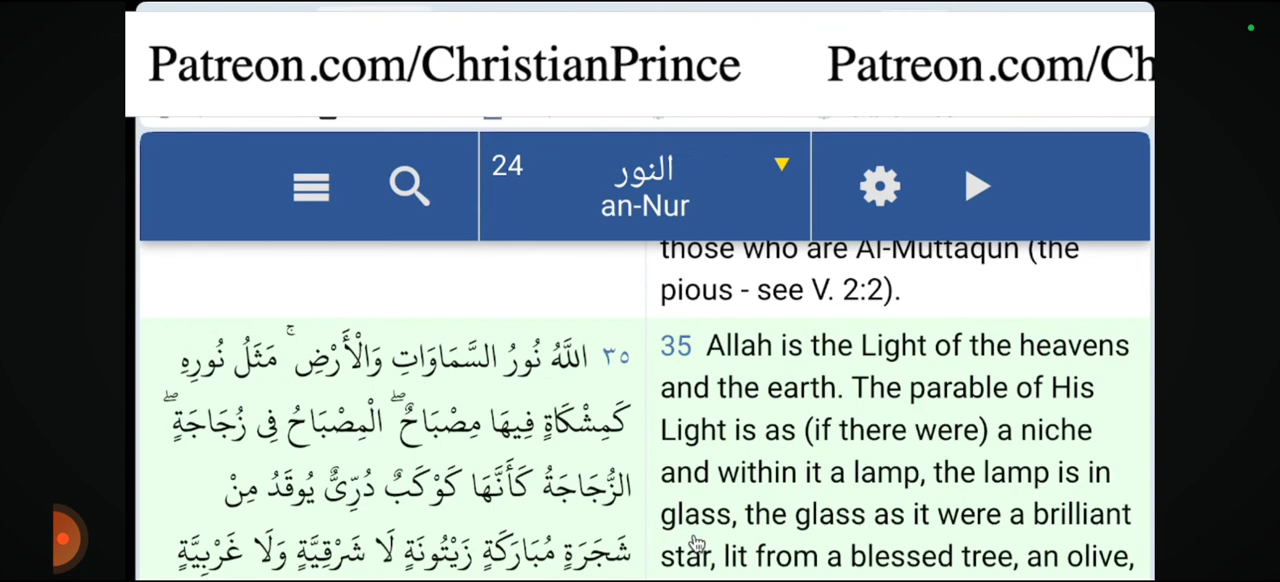 Patreon.com/ChristianPrince Patreon.com/Ch
24
النور
an-Nur
those who are Al-Muttaqun (the
pious - see V. 2:2).
٣٥ اللَّهُ نُورُ السَّمَاوَاتِ وَالْأَرْضِ ۚ مَثَلُ نُورِهِ
كَمِشْكَاةٍ فِيهَا مِصْبَاحٌ ۖ الْمِصْبَاحُ فِي زُجَاجَةٍ ۖ
الزُّجَاجَةُ كَأَنَّهَا كَوْكَبٌ دُرِّيٌّ يُوقَدُ مِنْ
شَجَرَةٍ مُبَارَكَةٍ زَيْتُونَةٍ لَا شَرْقِيَّةٍ وَلَا غَرْبِيَّةٍ
35 Allah is the Light of the heavens
and the earth. The parable of His
Light is as (if there were) a niche
and within it a lamp, the lamp is in
glass, the glass as it were a brilliant
star, lit from a blessed tree, an olive,